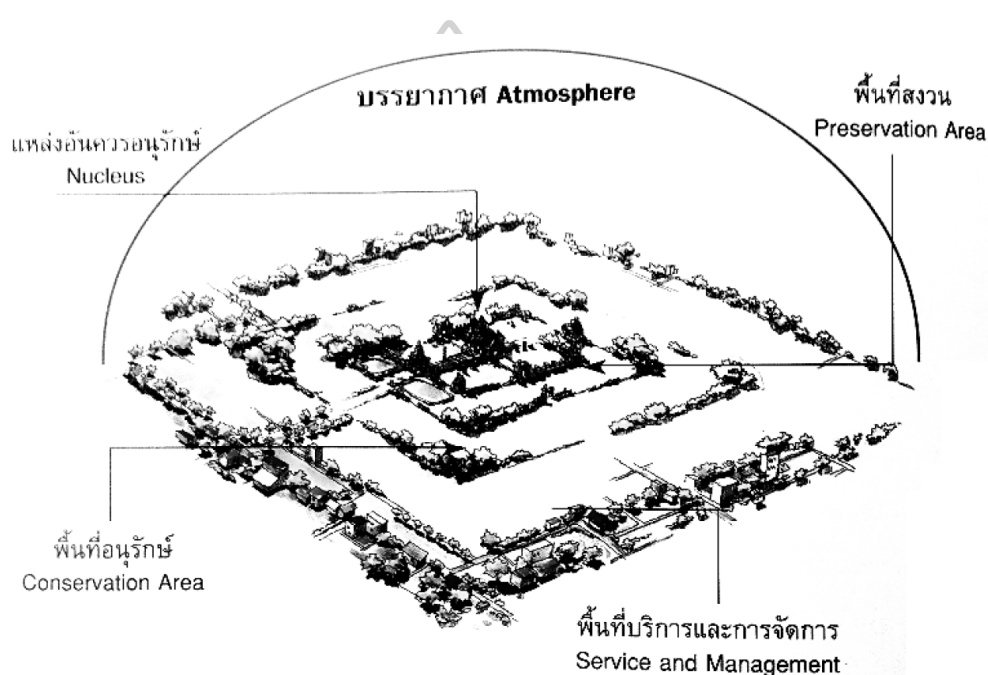 บรรยากาศ Atmosphere
พื้นที่สงวน
Preservation Area
แหล่งอันควรอนุรักษ์
Nucleus
พื้นที่อนุรักษ์
Conservation Area
พื้นที่บริการและการจัดการ
Service and Management